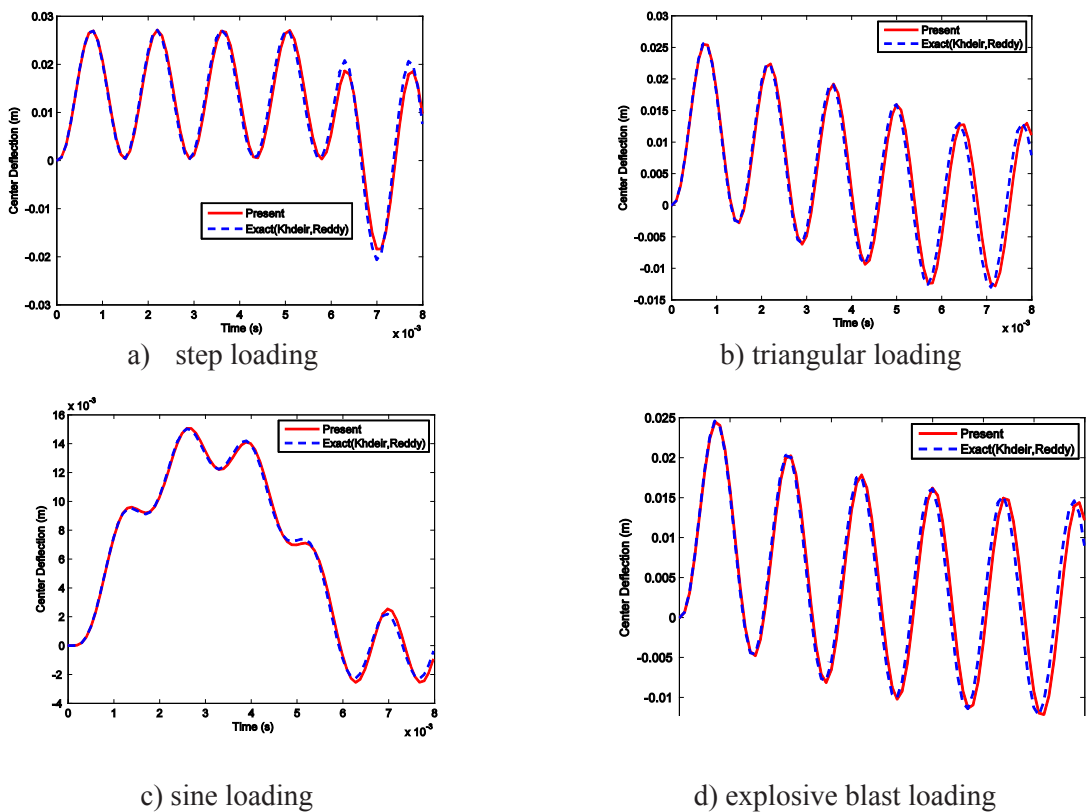 0.03
0.02
0.01
0
-0.01
-0.02
-0.03
Center Deflection (m)
Present
Exact(Khdeir,Reddy)
0 1 2 3 4 5 6 7 8
Time (s)
x 10⁻³
a) step loading
0.03
0.025
0.02
0.015
0.01
0.005
0
-0.005
-0.01
-0.015
Center Deflection (m)
Present
Exact(Khdeir,Reddy)
0 1 2 3 4 5 6 7 8
Time (s)
x 10⁻³
b) triangular loading
x 10⁻³
16
14
12
10
8
6
4
2
0
-2
-4
Center Deflection (m)
Present
Exact(Khdeir,Reddy)
0 1 2 3 4 5 6 7 8
Time (s)
x 10⁻³
c) sine loading
0.025
0.02
0.015
0.01
0.005
0
-0.005
-0.01
Center Deflection (m)
Present
Exact(Khdeir,Reddy)
d) explosive blast loading